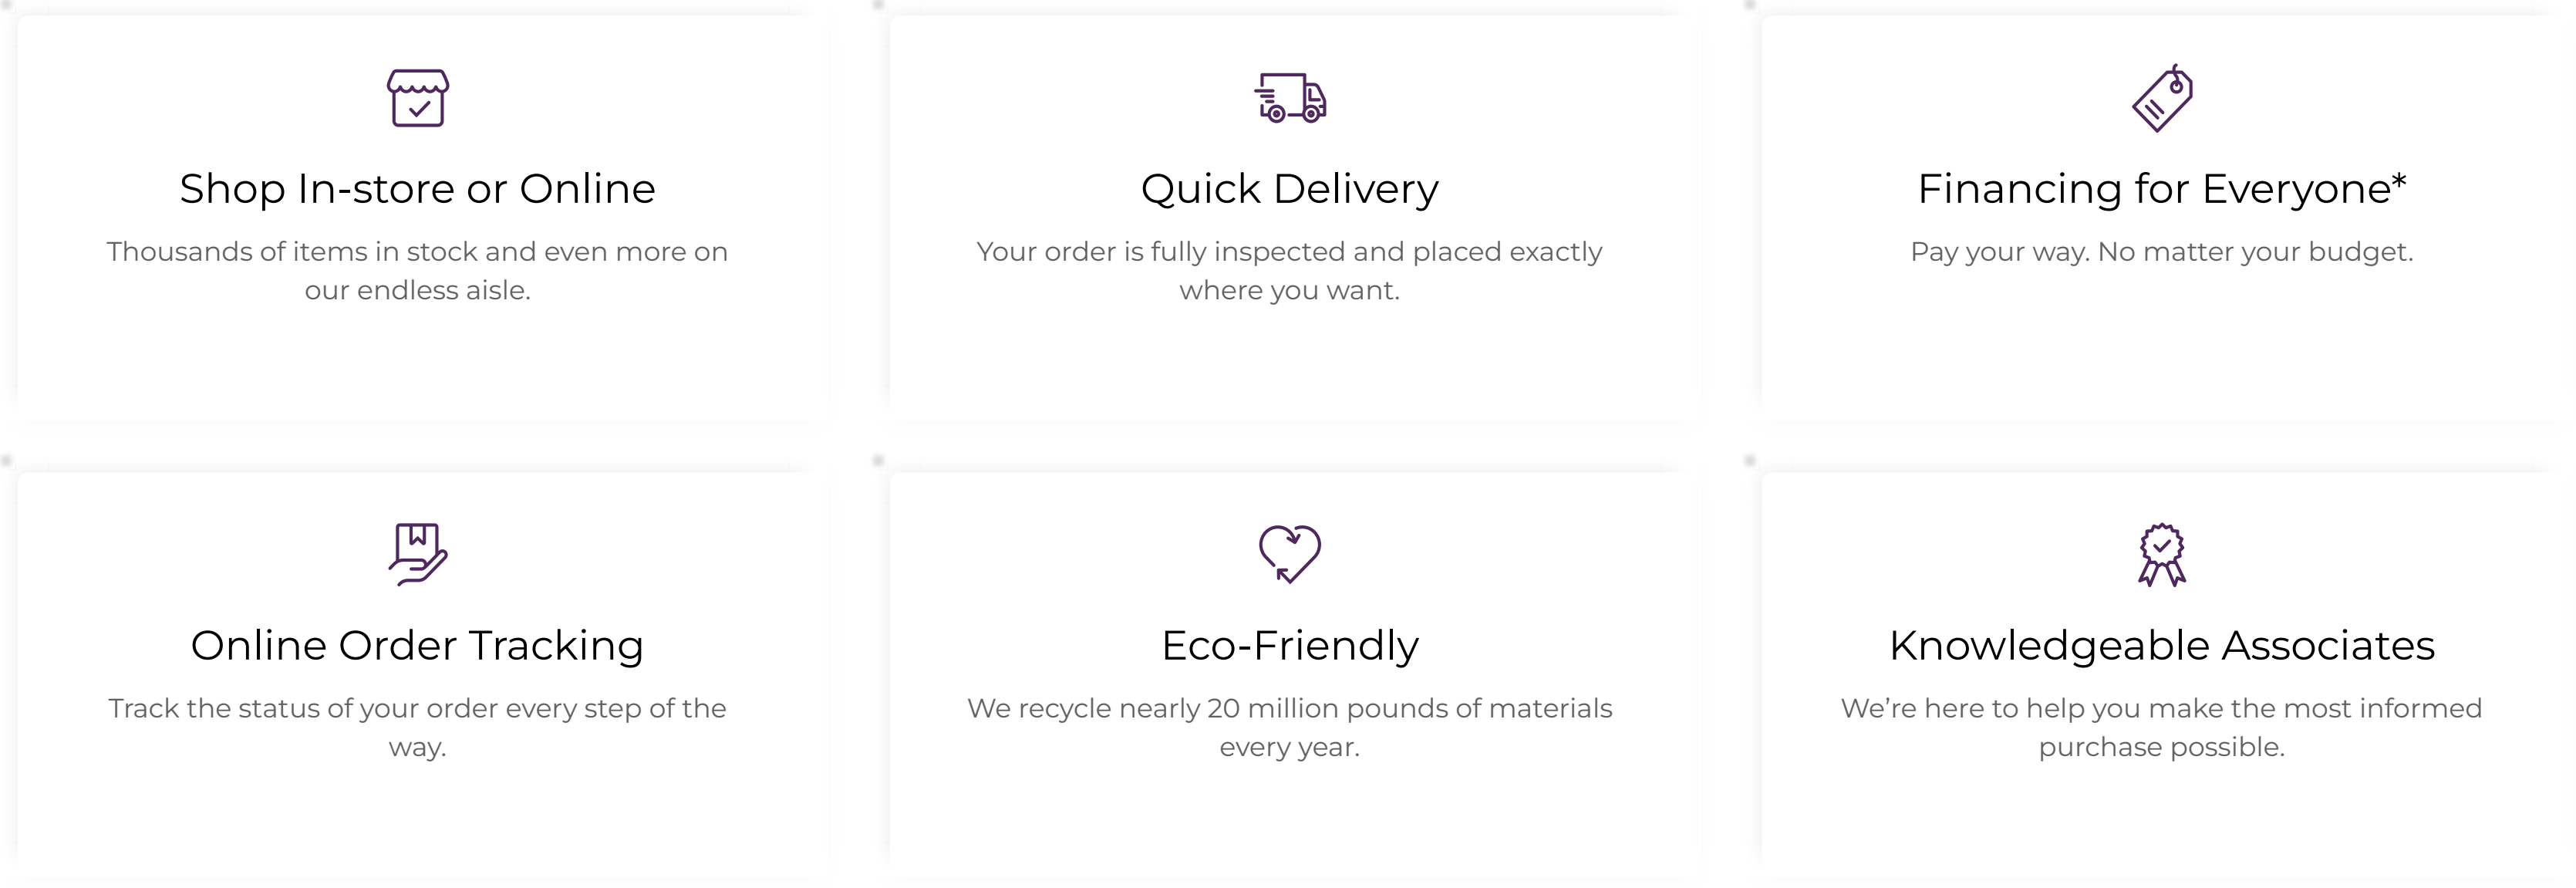 Shop In-store or Online
Thousands of items in stock and even more on
our endless aisle.
Quick Delivery
Your order is fully inspected and placed exactly
where you want.
Financing for Everyone*
Pay your way. No matter your budget.
Online Order Tracking
Track the status of your order every step of the
way.
Eco-Friendly
We recycle nearly 20 million pounds of materials
every year.
Knowledgeable Associates
We’re here to help you make the most informed
purchase possible.